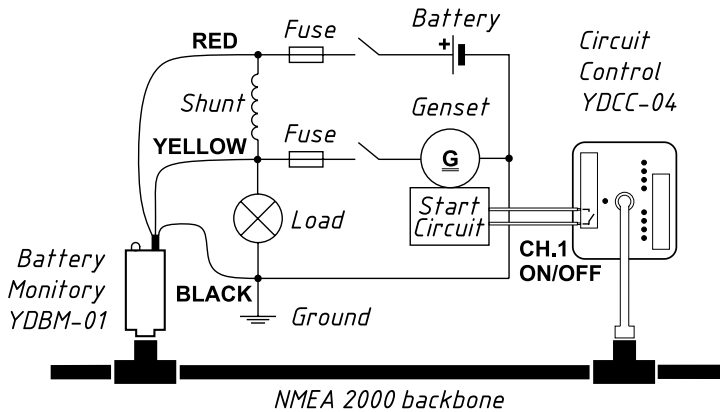 RED
Fuse
Battery
+
Circuit
Control
YDCC-04
Shunt
Genset
YELLOW
Fuse
G
Start
Circuit
Load
CH.1
ON/OFF
Battery
Monitory
YDBM-01
BLACK
Ground
NMEA 2000 backbone